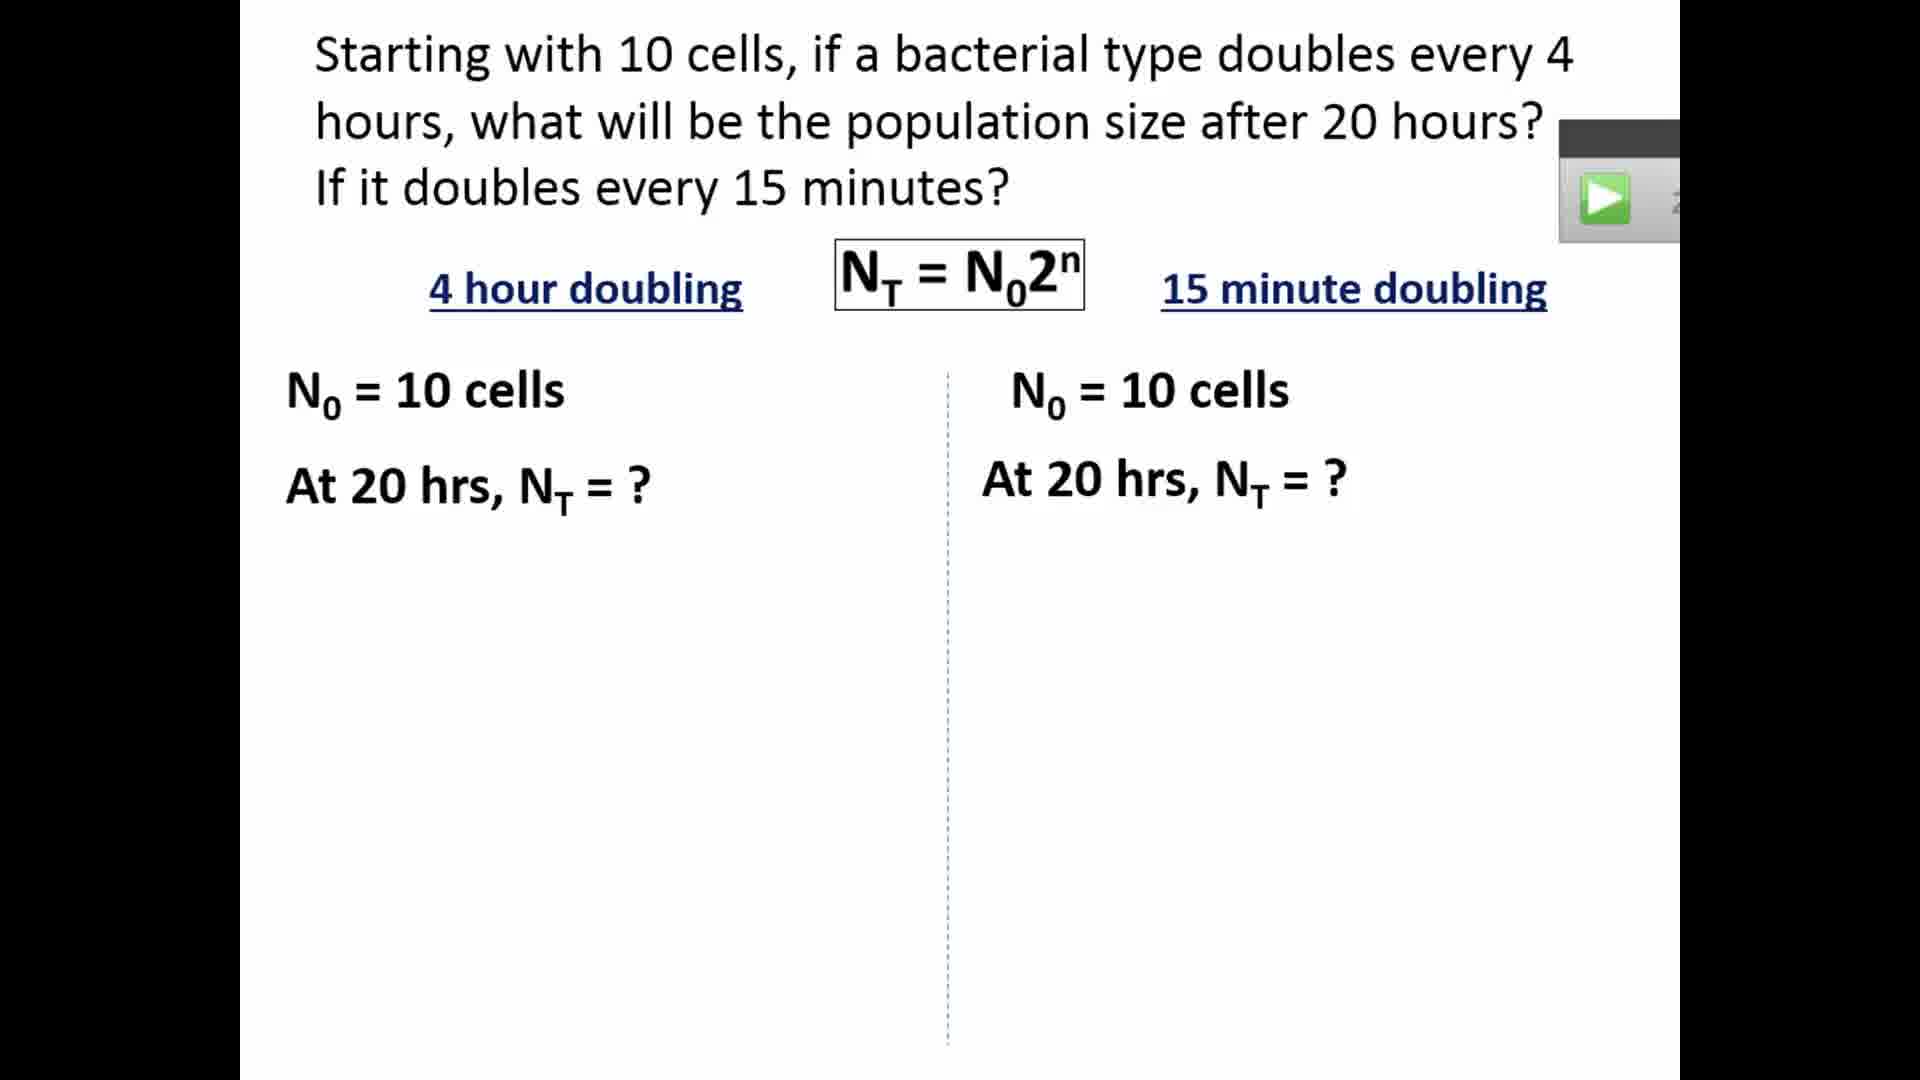 Starting with 10 cells, if a bacterial type doubles every 4
hours, what will be the population size after 20 hours?
If it doubles every 15 minutes?
4 hour doubling
N_T = N_0 2^n
15 minute doubling
N_0 = 10 cells
At 20 hrs, N_T = ?
N_0 = 10 cells
At 20 hrs, N_T = ?